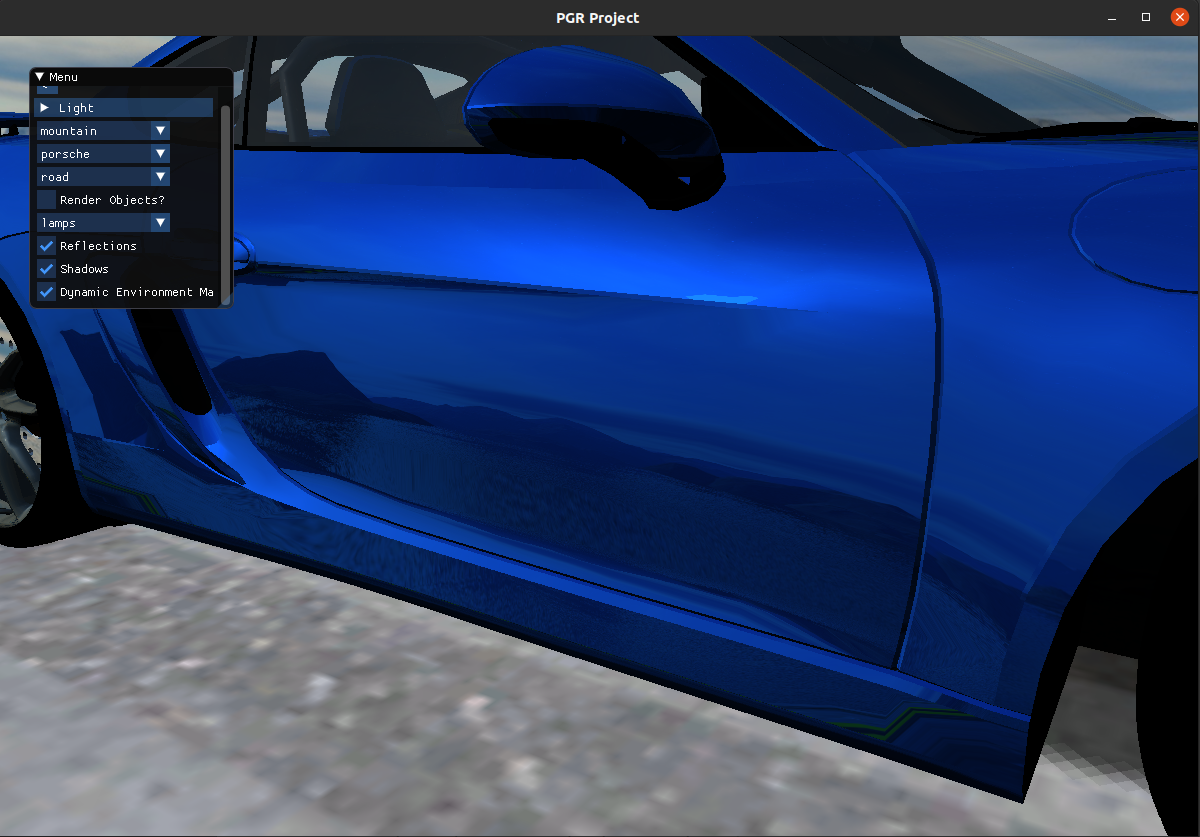 PGR Project
Menu
Light
mountain
porsche
road
Render Objects?
lamps
Reflections
Shadows
Dynamic Environment Ma